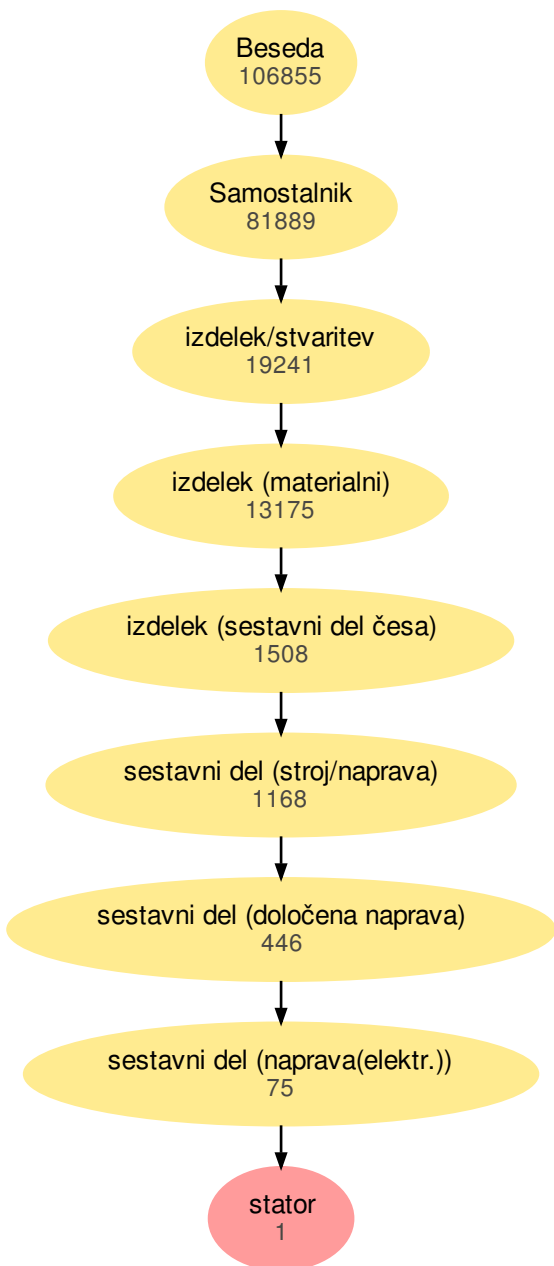 Beseda
106855
Samostalnik
81889
izdelek/stvaritev
19241
izdelek (materialni)
13175
izdelek (sestavni del česa)
1508
sestavni del (stroj/naprava)
1168
sestavni del (določena naprava)
446
sestavni del (naprava(elektr.))
75
stator
1